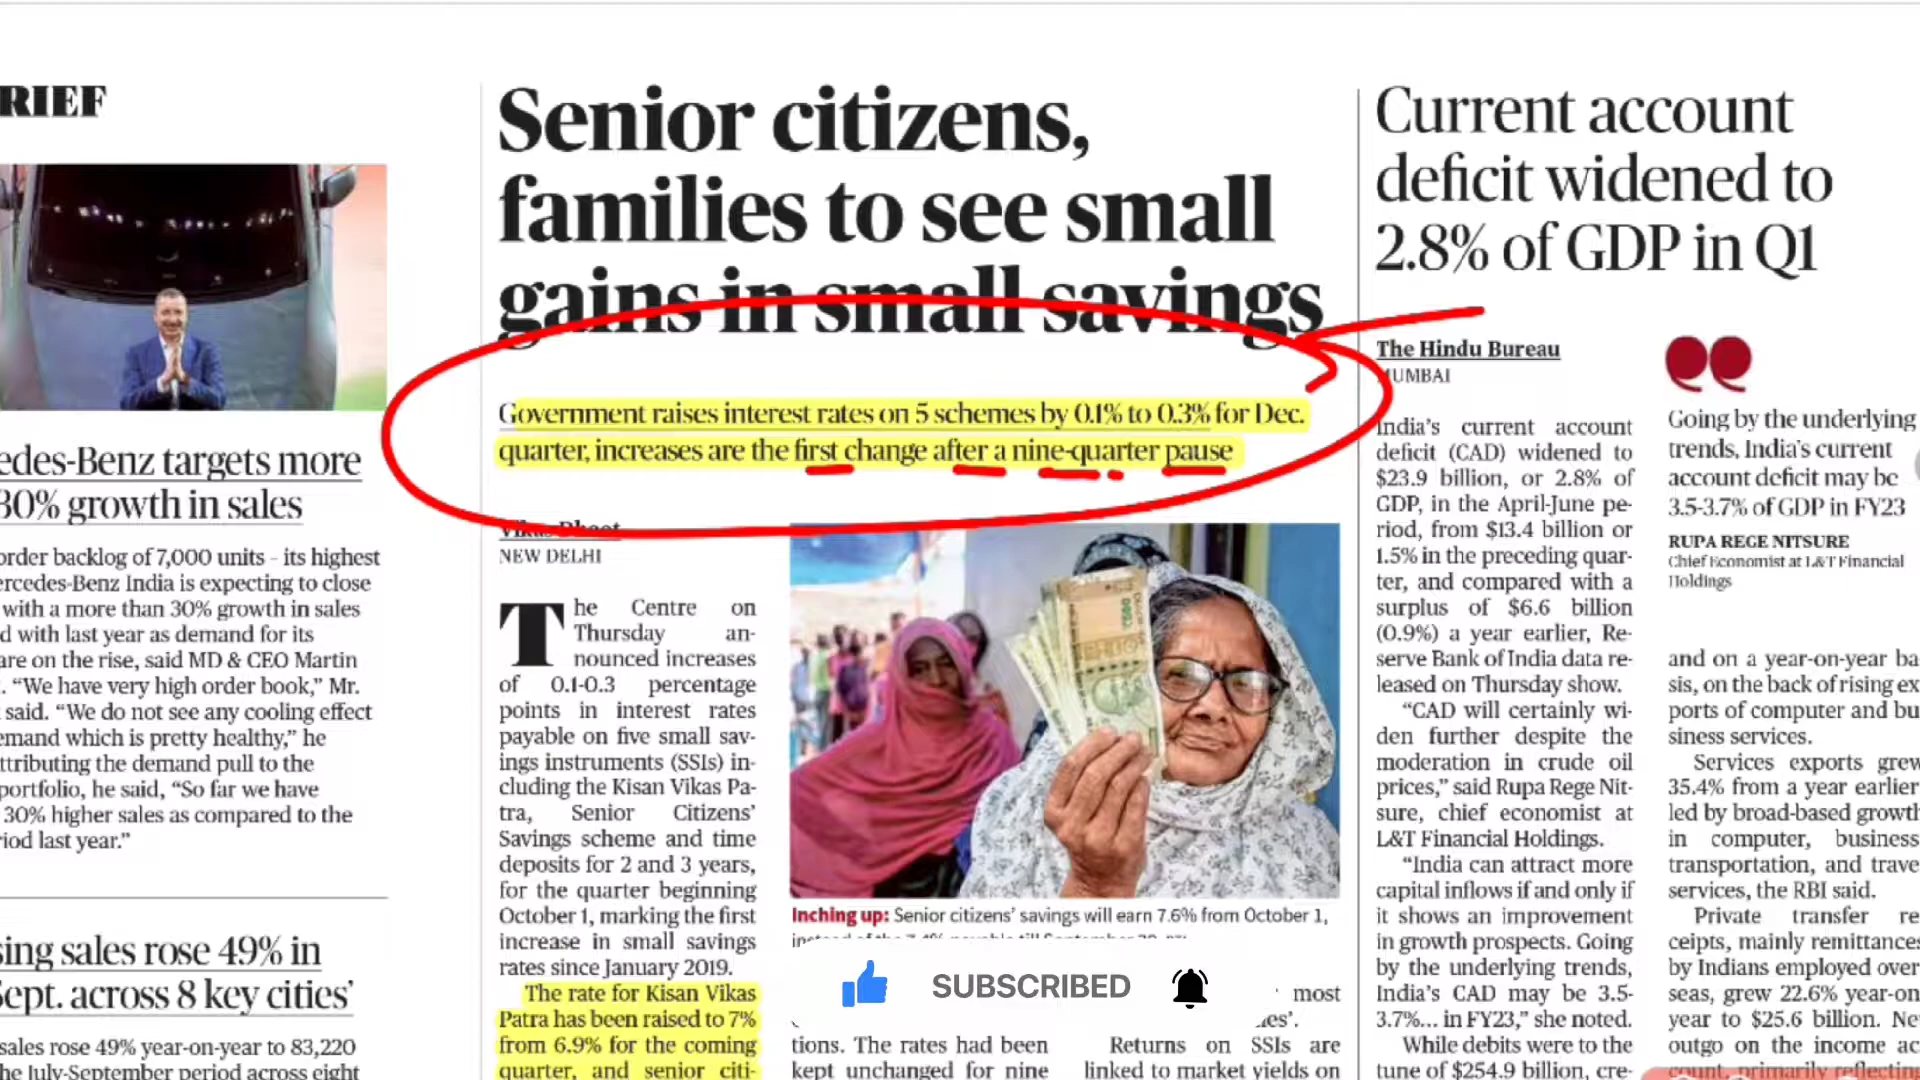 RIEF
edes-Benz targets more
30% growth in sales
order backlog of 7,000 units – its highest
ercedes-Benz India is expecting to close
with a more than 30% growth in sales
d with last year as demand for its
are on the rise, said MD & CEO Martin
. “We have very high order book,” Mr.
said. “We do not see any cooling effect
emand which is pretty healthy,” he
ttributing the demand pull to the
portfolio, he said, “So far we have
30% higher sales as compared to the
riod last year.”
sing sales rose 49% in
Sept. across 8 key cities’
sales rose 49% year-on-year to 83,220
he July-September period across eight
Senior citizens,
families to see small
gains in small savings
Government raises interest rates on 5 schemes by 0.1% to 0.3% for Dec.
quarter, increases are the first change after a nine-quarter pause
Vikas Dhoot
NEW DELHI
The Centre on
Thursday an-
nounced increases
of 0.1-0.3 percentage
points in interest rates
payable on five small sav-
ings instruments (SSIs) in-
cluding the Kisan Vikas Pa-
tra, Senior Citizens’
Savings scheme and time
deposits for 2 and 3 years,
for the quarter beginning
October 1, marking the first
increase in small savings
rates since January 2019.
The rate for Kisan Vikas
Patra has been raised to 7%
from 6.9% for the coming
quarter, and senior citi-
Inching up: Senior citizens’ savings will earn 7.6% from October 1,
SUBSCRIBED
tions. The rates had been
kept unchanged for nine
most
ies’.
Returns on SSIs are
linked to market yields on
Current account
deficit widened to
2.8% of GDP in Q1
The Hindu Bureau
MUMBAI
India’s current account
deficit (CAD) widened to
$23.9 billion, or 2.8% of
GDP, in the April-June pe-
riod, from $13.4 billion or
1.5% in the preceding quar-
ter, and compared with a
surplus of $6.6 billion
(0.9%) a year earlier, Re-
serve Bank of India data re-
leased on Thursday show.
“CAD will certainly wi-
den further despite the
moderation in crude oil
prices,” said Rupa Rege Nit-
sure, chief economist at
L&T Financial Holdings.
“India can attract more
capital inflows if and only if
it shows an improvement
in growth prospects. Going
by the underlying trends,
India’s CAD may be 3.5-
3.7%... in FY23,” she noted.
While debits were to the
tune of $254.9 billion, cre-
Going by the underlying
trends, India’s current
account deficit may be
3.5-3.7% of GDP in FY23
RUPA REGE NITSURE
Chief Economist at L&T Financial
Holdings
and on a year-on-year ba
sis, on the back of rising ex
ports of computer and bu
siness services.
Services exports grew
35.4% from a year earlier
led by broad-based growth
in computer, business
transportation, and trave
services, the RBI said.
Private transfer re
ceipts, mainly remittances
by Indians employed over
seas, grew 22.6% year-on
year to $25.6 billion. Ne
outgo on the income ac
count, primarily reflecting